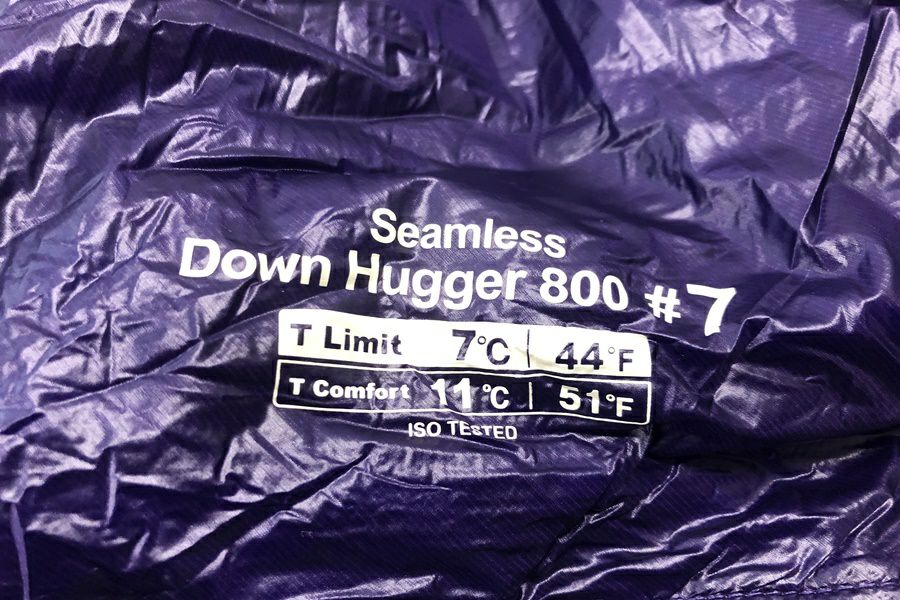 Seamless
Down Hugger 800 #7
T Limit 7°C | 44°F
T Comfort 11°C | 51°F
ISO TESTED